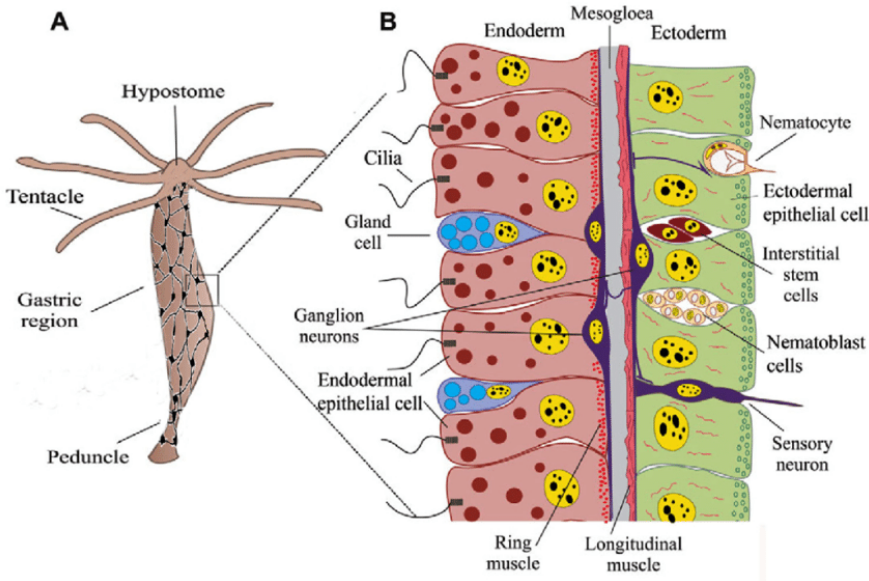 A
Hypostome
Tentacle
Gastric
region
Peduncle
B
Mesogloea
Endoderm
Ectoderm
Cilia
Gland
cell
Ganglion
neurons
Endodermal
epithelial cell
Nematocyte
Ectodermal
epithelial cell
Interstitial
stem
cells
Nematoblast
cells
Sensory
neuron
Ring
muscle
Longitudinal
muscle